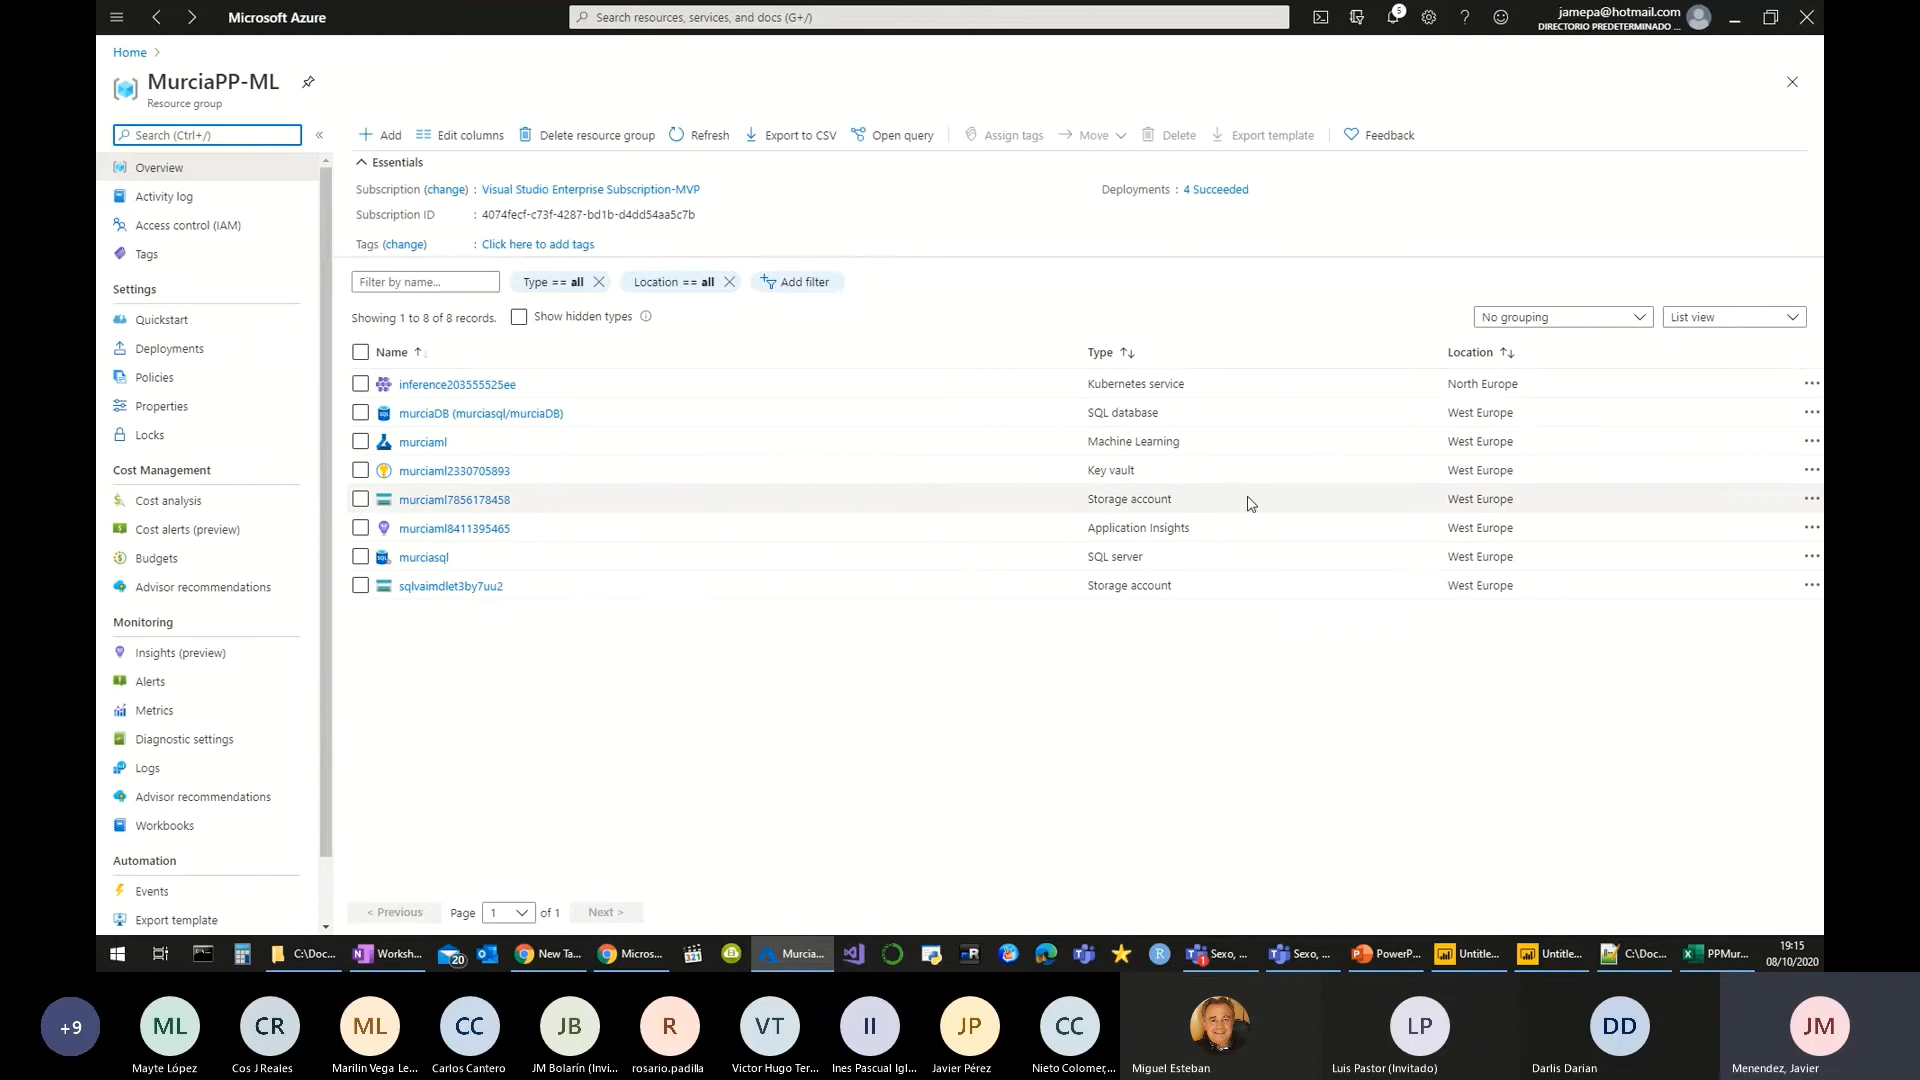 Microsoft Azure
Search resources, services, and docs (G+/)
5
jamepa@hotmail.com
DIRECTORIO PREDETERMINADO ...
Home
MurciaPP-ML
Resource group
Search (Ctrl+/)
«
Add
Edit columns
Delete resource group
Refresh
Export to CSV
Open query
Assign tags
Move
Delete
Export template
Feedback
Overview
Activity log
Access control (IAM)
Tags
Settings
Quickstart
Deployments
Policies
Properties
Locks
Cost Management
Cost analysis
Cost alerts (preview)
Budgets
Advisor recommendations
Monitoring
Insights (preview)
Alerts
Metrics
Diagnostic settings
Logs
Advisor recommendations
Workbooks
Automation
Events
Export template
Essentials
Subscription (change) : Visual Studio Enterprise Subscription-MVP
Deployments : 4 Succeeded
Subscription ID : 4074fecf-c73f-4287-bd1b-d4dd54aa5c7b
Tags (change) : Click here to add tags
Filter by name...
Type == all
Location == all
Add filter
Showing 1 to 8 of 8 records.
Show hidden types
No grouping
List view
Name Type Location
inference203555525ee Kubernetes service North Europe
murciaDB (murciasql/murciaDB) SQL database West Europe
murciaml Machine Learning West Europe
murciaml2330705893 Key vault West Europe
murciaml7856178458 Storage account West Europe
murciaml8411395465 Application Insights West Europe
murciasql SQL server West Europe
sqlvaimdlet3by7uu2 Storage account West Europe
< Previous
Page 1 of 1
Next >
C:\Doc...
Worksh...
20
New Ta...
Micros...
321
Murcia...
R
R
1
Sexo, ...
Sexo, ...
PowerP...
Untitle...
Untitle...
C:\Doc...
PPMur...
19:15
08/10/2020
+9
ML
CR
ML
CC
JB
R
VT
II
JP
CC
LP
DD
JM
Mayte López
Cos J Reales
Marilin Vega Le...
Carlos Cantero
JM Bolarín (Invi...
rosario.padilla
Victor Hugo Ter...
Ines Pascual Igl...
Javier Pérez
Nieto Colomer,...
Miguel Esteban
Luis Pastor (Invitado)
Darlis Darian
Menendez, Javier